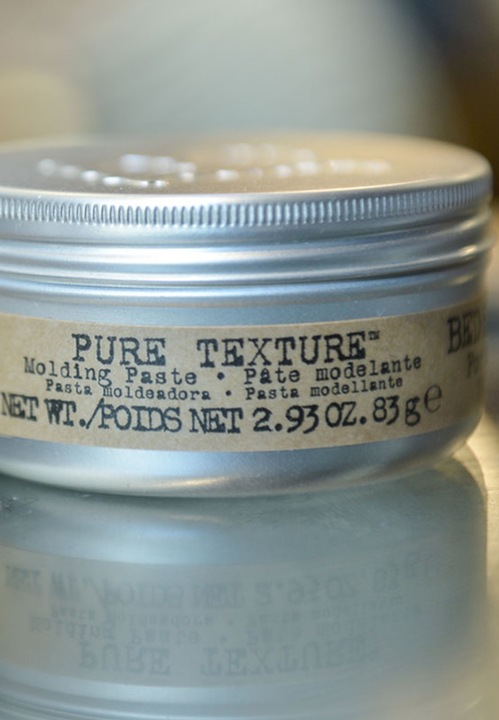 PURE TEXTURE™
Molding Paste • Pâte modelante
Pasta moldeadora • Pasta modellante
NET WT./POIDS NET 2.93 OZ. 83 g e